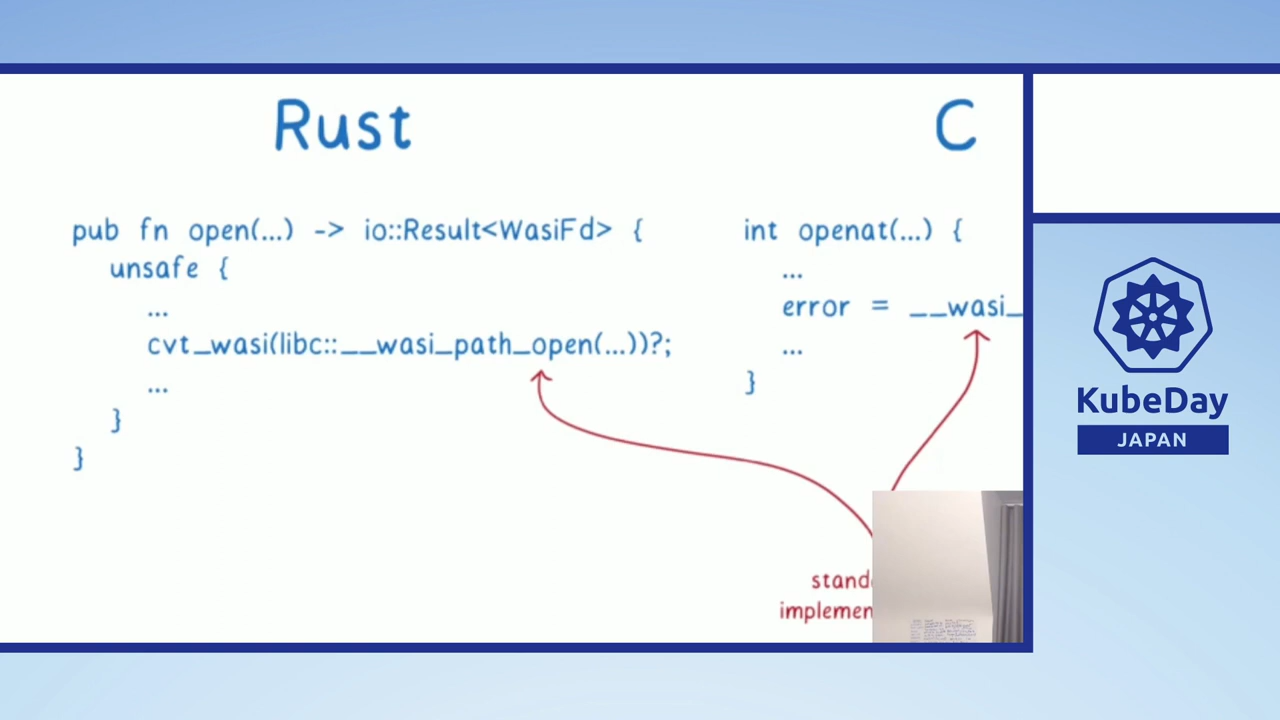 Rust
pub fn open(...) -> io::Result<WasiFd> {
unsafe {
...
cvt_wasi(libc::__wasi_path_open(...))?;
...
}
}
C
int openat(...) {
...
error = __wasi_
...
}
stand
implemen
KubeDay
JAPAN